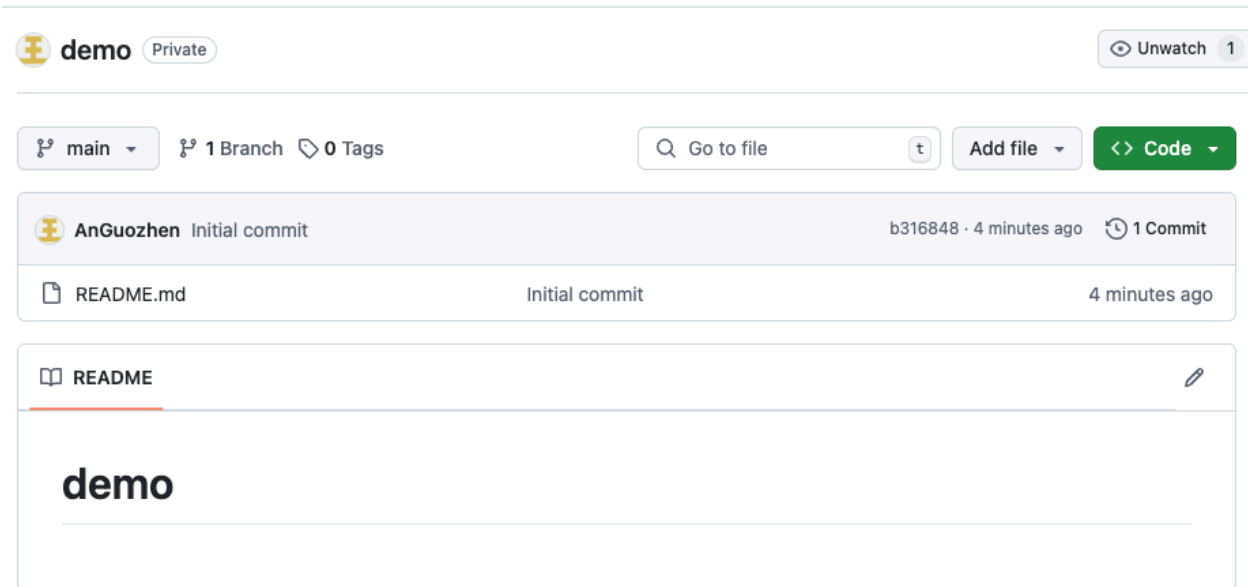 demo Private Unwatch 1
main 1 Branch 0 Tags Go to file t Add file Code
AnGuozhen Initial commit b316848 · 4 minutes ago 1 Commit
README.md Initial commit 4 minutes ago
README
demo